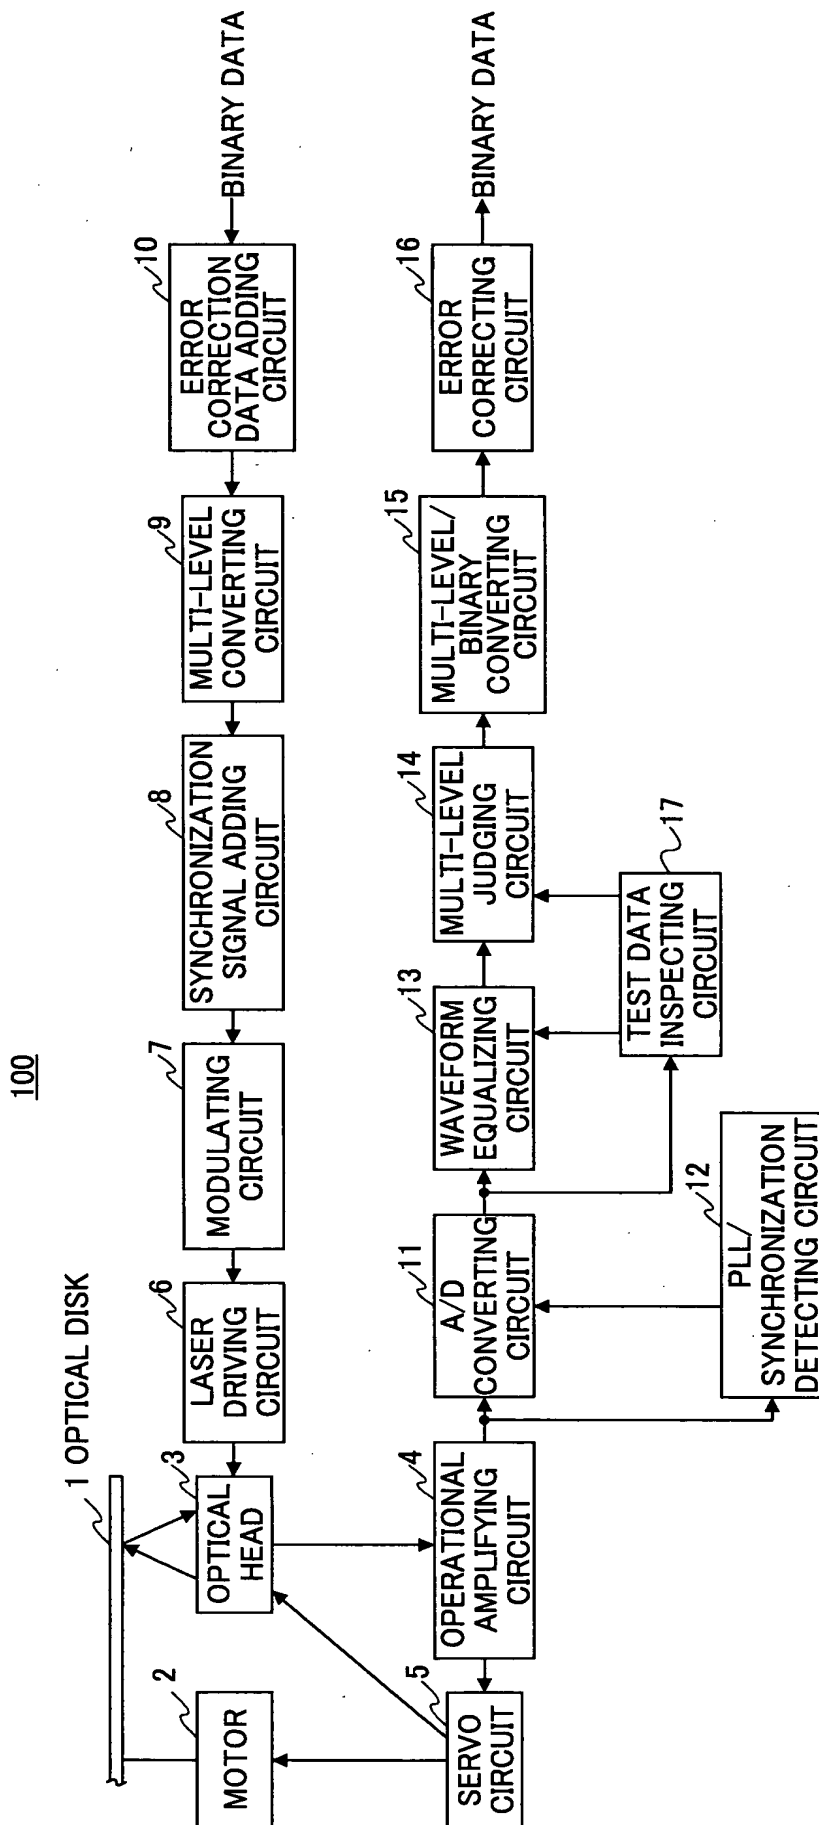 100
1 OPTICAL DISK
2
MOTOR
3
OPTICAL
HEAD
6
LASER
DRIVING
CIRCUIT
7
MODULATING
CIRCUIT
8
SYNCHRONIZATION
SIGNAL ADDING
CIRCUIT
9
MULTI-LEVEL
CONVERTING
CIRCUIT
10
ERROR
CORRECTION
DATA ADDING
CIRCUIT
BINARY DATA
5
SERVO
CIRCUIT
4
OPERATIONAL
AMPLIFYING
CIRCUIT
11
A/D
CONVERTING
CIRCUIT
13
WAVEFORM
EQUALIZING
CIRCUIT
14
MULTI-LEVEL
JUDGING
CIRCUIT
15
MULTI-LEVEL/
BINARY
CONVERTING
CIRCUIT
16
ERROR
CORRECTING
CIRCUIT
BINARY DATA
12
PLL/
SYNCHRONIZATION
DETECTING CIRCUIT
17
TEST DATA
INSPECTING
CIRCUIT